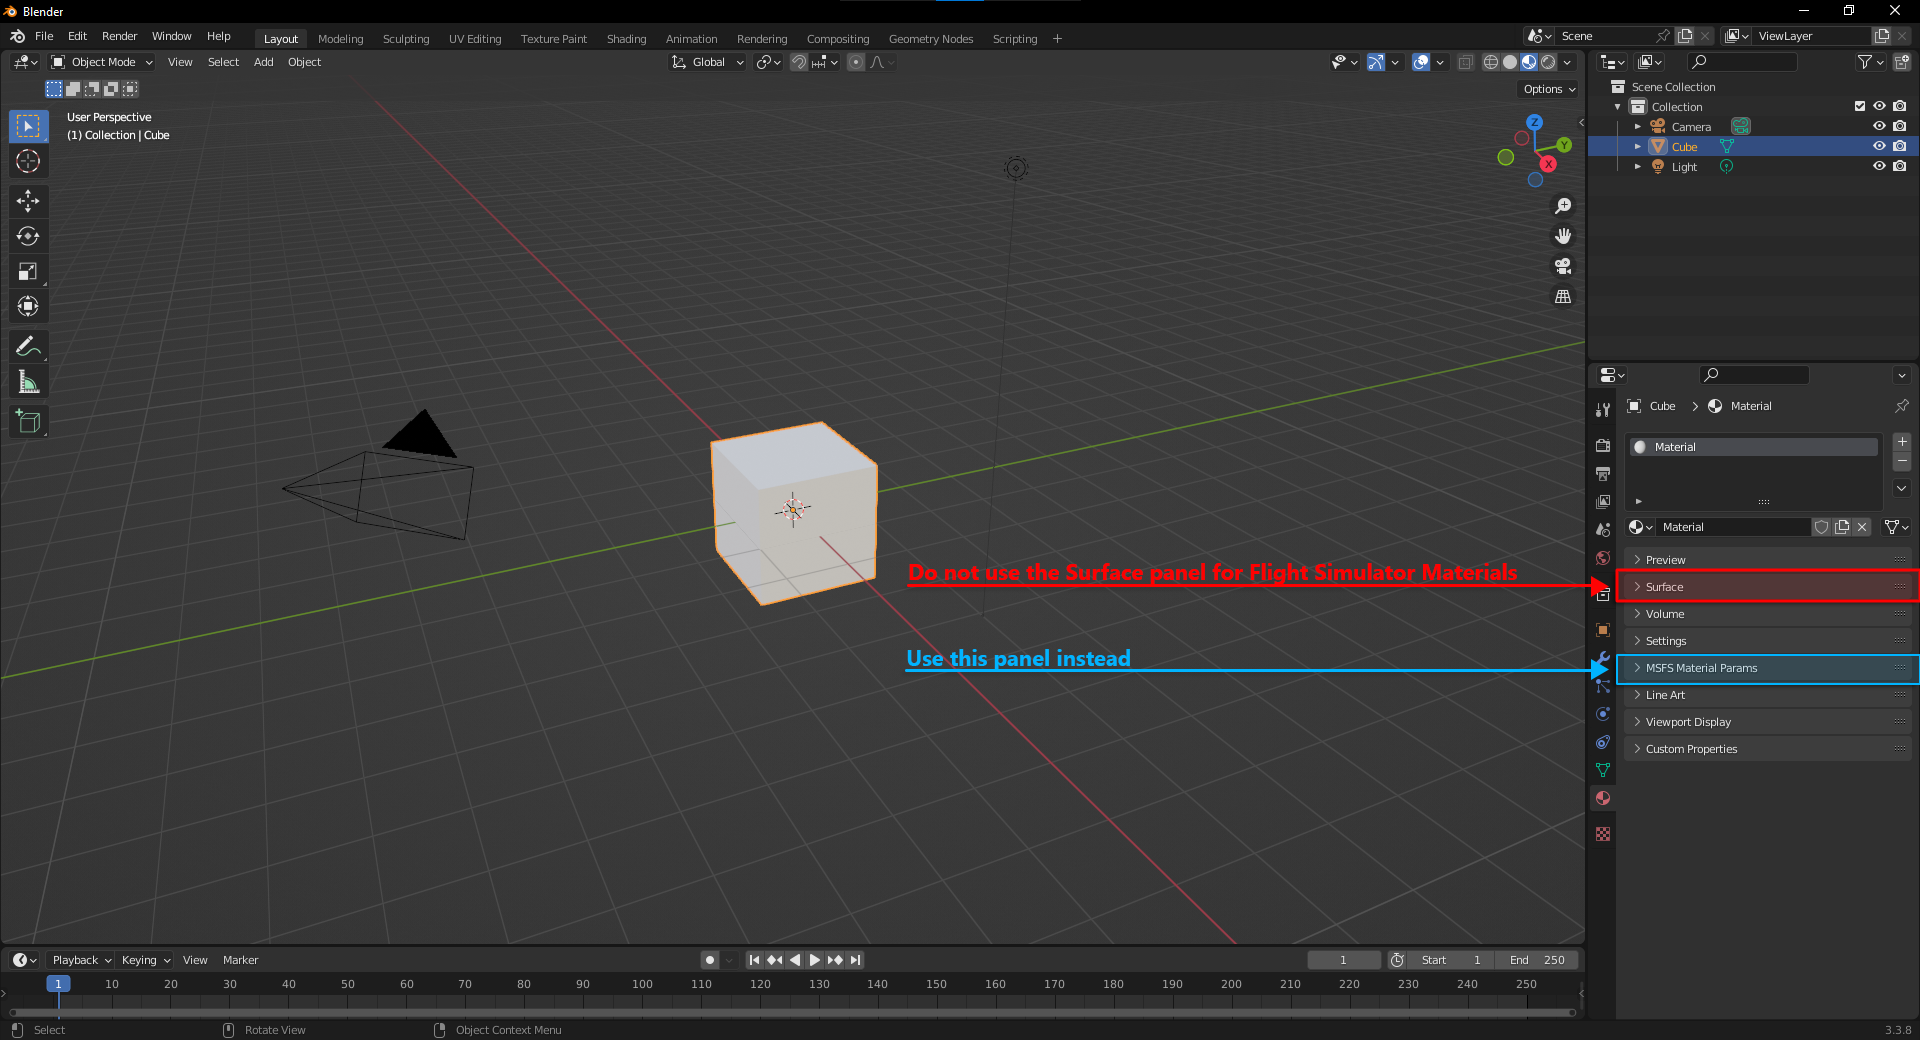 Blender
File Edit Render Window Help Layout Modeling Sculpting UV Editing Texture Paint Shading Animation Rendering Compositing Geometry Nodes Scripting + Scene ViewLayer
Object Mode View Select Add Object Global
Options
User Perspective
(1) Collection | Cube
Z
Y
X
Scene Collection
Collection
Camera
Cube
Light
Cube > Material
Material
Material
Preview
Do not use the Surface panel for Flight Simulator Materials
Surface
Volume
Settings
Use this panel instead
MSFS Material Params
Line Art
Viewport Display
Custom Properties
Playback Keying View Marker 1 Start 1 End 250
1 10 20 30 40 50 60 70 80 90 100 110 120 130 140 150 160 170 180 190 200 210 220 230 240 250
Select Rotate View Object Context Menu 3.3.8